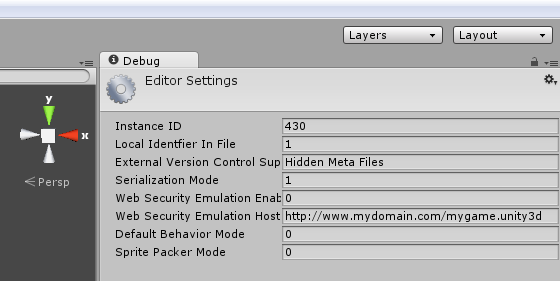 Layers Layout
Debug
Editor Settings
y
x
Persp
Instance ID 430
Local Identfier In File 1
External Version Control Sup Hidden Meta Files
Serialization Mode 1
Web Security Emulation Enab 0
Web Security Emulation Host http://www.mydomain.com/mygame.unity3d
Default Behavior Mode 0
Sprite Packer Mode 0